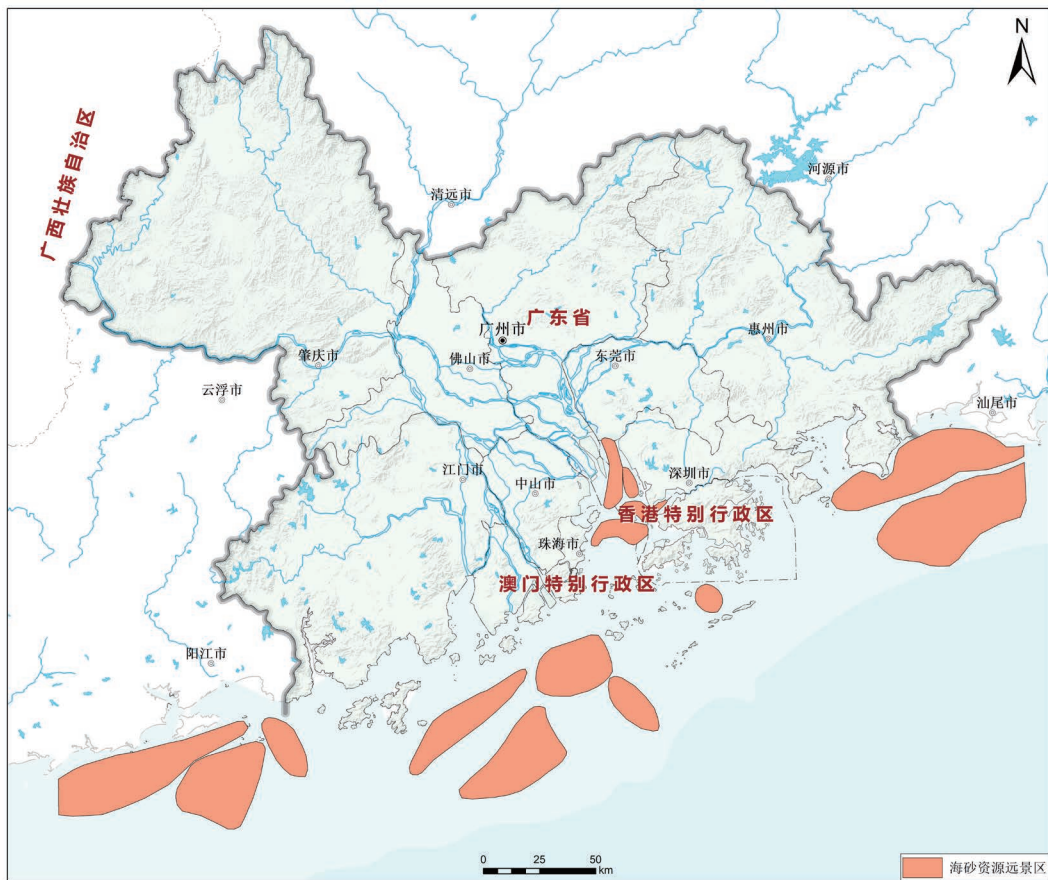 N
广西壮族自治区
河源市
清远市
广东省
广州市
惠州市
肇庆市
佛山市
东莞市
云浮市
汕尾市
江门市
深圳市
中山市
香港特别行政区
珠海市
澳门特别行政区
阳江市
0 25 50
km
海砂资源远景区